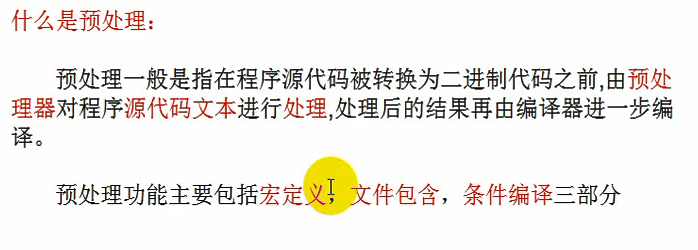 什么是预处理:
预处理一般是指在程序源代码被转换为二进制代码之前,由预处
理器对程序源代码文本进行处理,处理后的结果再由编译器进一步编
译。
预处理功能主要包括宏定义，文件包含，条件编译三部分